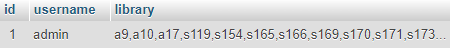 id username library
1 admin a9,a10,a17,s119,s154,s165,s166,s169,s170,s171,s173...